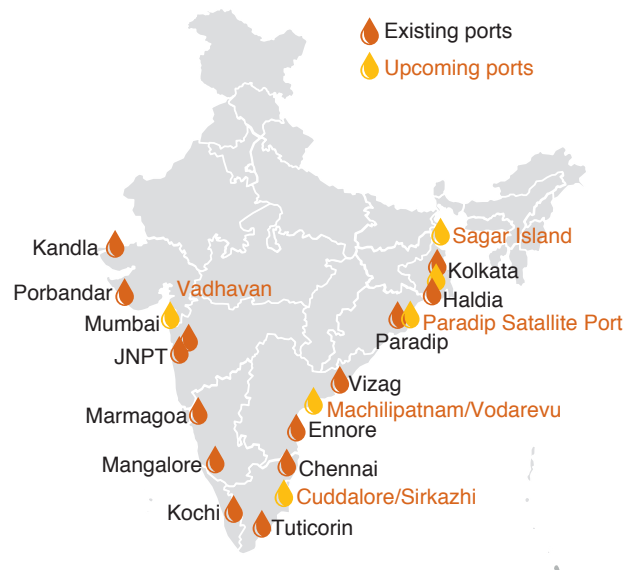 Existing ports
Upcoming ports
Sagar Island
Kandla
Kolkata
Vadhavan
Porbandar
Haldia
Mumbai
Paradip Satallite Port
Paradip
JNPT
Vizag
Machilipatnam/Vodarevu
Marmagoa
Ennore
Mangalore
Chennai
Cuddalore/Sirkazhi
Kochi
Tuticorin